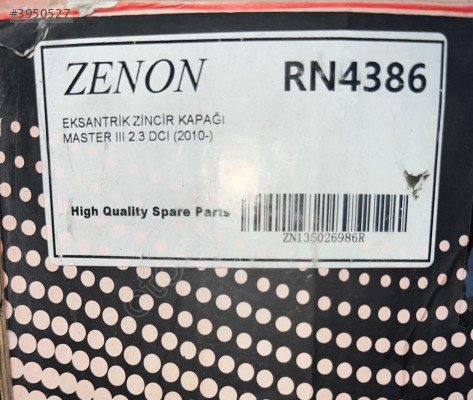 #3950527
ZENON
RN4386
EKSANTRİK ZİNCİR KAPAĞI
MASTER III 2.3 DCI (2010-)
High Quality Spare Parts
ZN135026986R